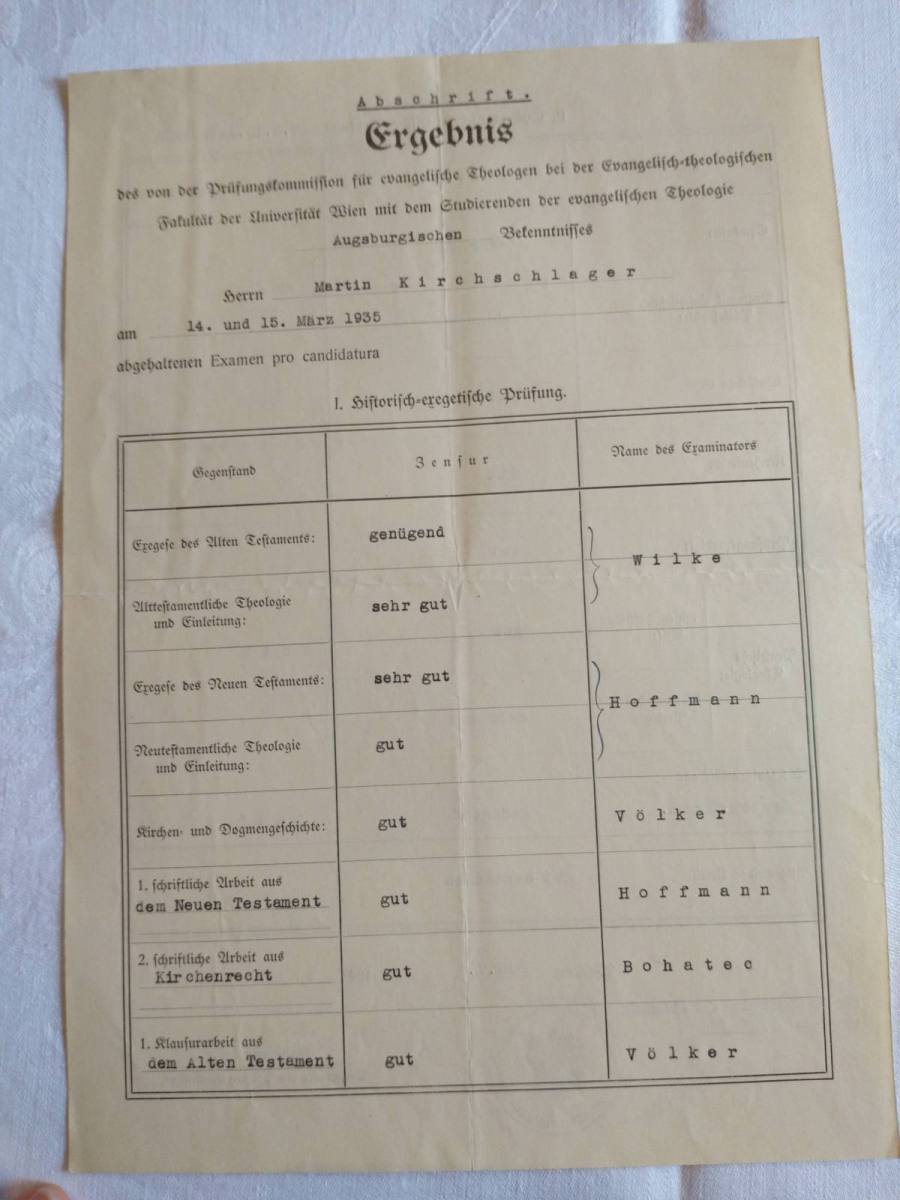 Abschrift.
Ergebnis
des von der Prüfungskommission für evangelische Theologen bei der Evangelisch-theologischen
Fakultät der Universität Wien mit dem Studierenden der evangelischen Theologie
Augsburgischen Bekenntnisses
Herrn Martin Kirchschlager
am 14. und 15. März 1935
abgehaltenen Examen pro candidatura
I. Historisch-exegetische Prüfung.
Gegenstand Zensur Name des Examinators
Exegese des Alten Testaments: genügend
Wilke
Alttestamentliche Theologie
und Einleitung: sehr gut
Exegese des Neuen Testaments: sehr gut
Hoffmann
Neutestamentliche Theologie
und Einleitung: gut
Kirchen- und Dogmengeschichte: gut Völker
1. schriftliche Arbeit aus
dem Neuen Testament gut Hoffmann
2. schriftliche Arbeit aus
Kirchenrecht gut Bohatec
1. Klausurarbeit aus
dem Alten Testament gut Völker